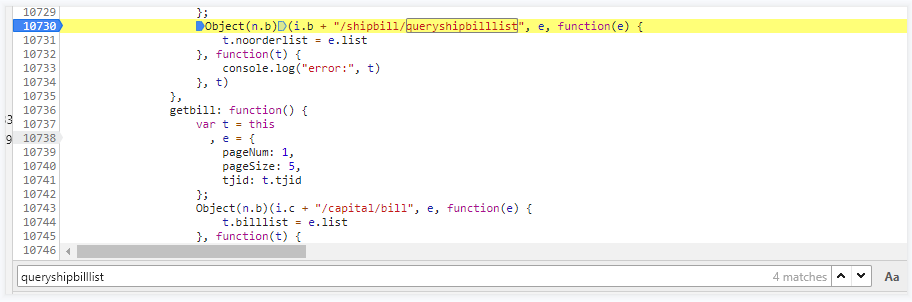 10729 };
10730 Object(n.b)(i.b + "/shipbill/queryshipbilllist", e, function(e) {
10731 t.noorderlist = e.list
10732 }, function(t) {
10733 console.log("error:", t)
10734 }, t)
10735 },
10736 getbill: function() {
10737 var t = this
10738 , e = {
10739 pageNum: 1,
10740 pageSize: 5,
10741 tjid: t.tjid
10742 };
10743 Object(n.b)(i.c + "/capital/bill", e, function(e) {
10744 t.billlist = e.list
10745 }, function(t) {
10746
33
9
queryshipbilllist 4 matches Aa